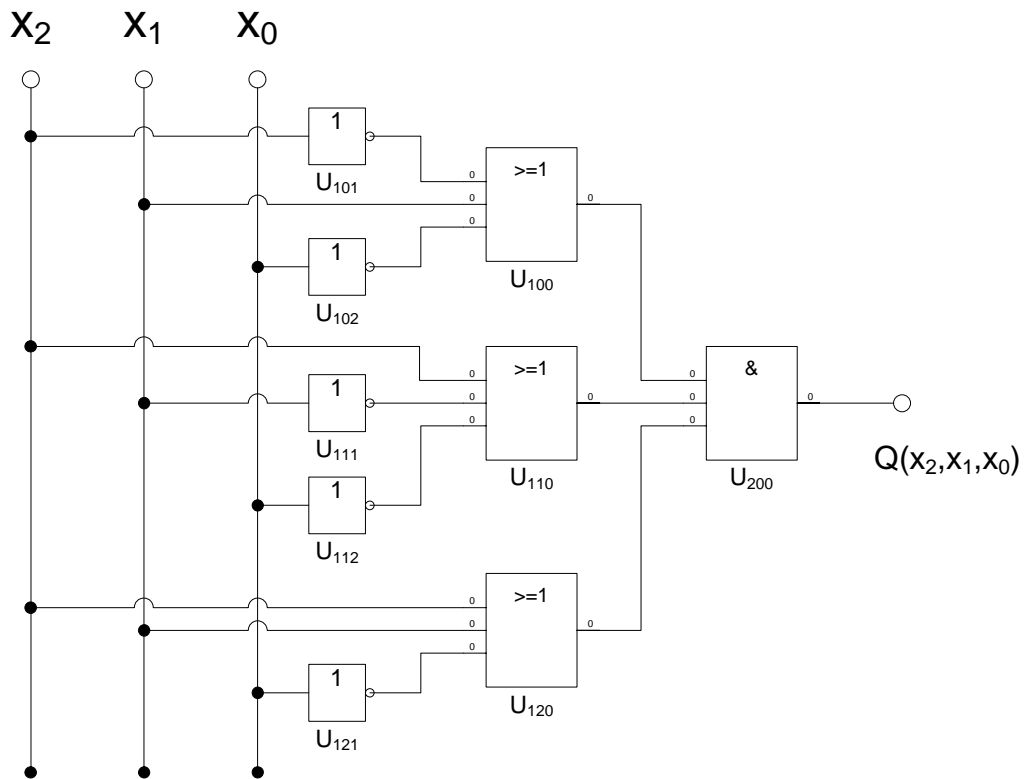 x₂ x₁ x₀
1
U₁₀₁
>=1
0 0
0
0
1
U₁₀₀
U₁₀₂
>=1
&
0 0
1
0 0 0 0
0 0
U₁₁₁
U₁₁₀
U₂₀₀
Q(x₂,x₁,x₀)
1
U₁₁₂
>=1
0
0 0
0
1
U₁₂₀
U₁₂₁